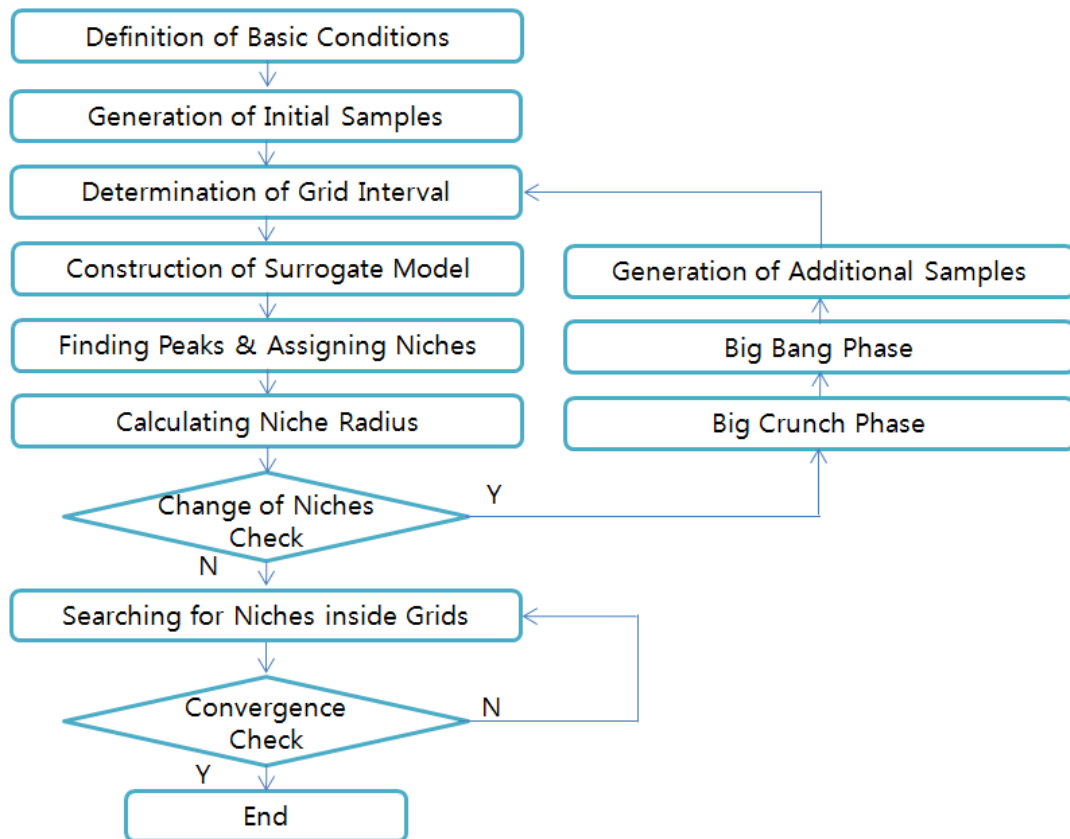 Definition of Basic Conditions
Generation of Initial Samples
Determination of Grid Interval
Construction of Surrogate Model
Generation of Additional Samples
Finding Peaks & Assigning Niches
Big Bang Phase
Calculating Niche Radius
Big Crunch Phase
Change of Niches
Check
Y
N
Searching for Niches inside Grids
Convergence
Check
N
Y
End